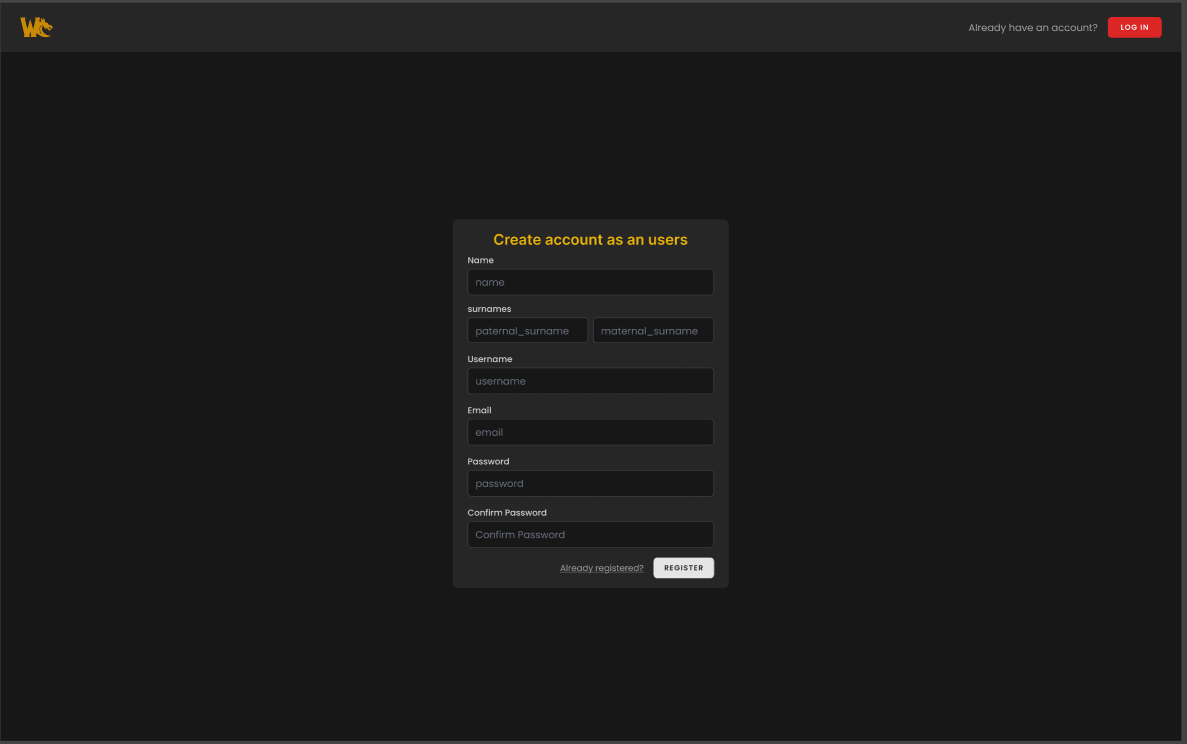 WC
Already have an account? LOG IN
Create account as an users
Name
name
surnames
paternal_surname maternal_surname
Username
username
Email
email
Password
password
Confirm Password
Confirm Password
Already registered? REGISTER